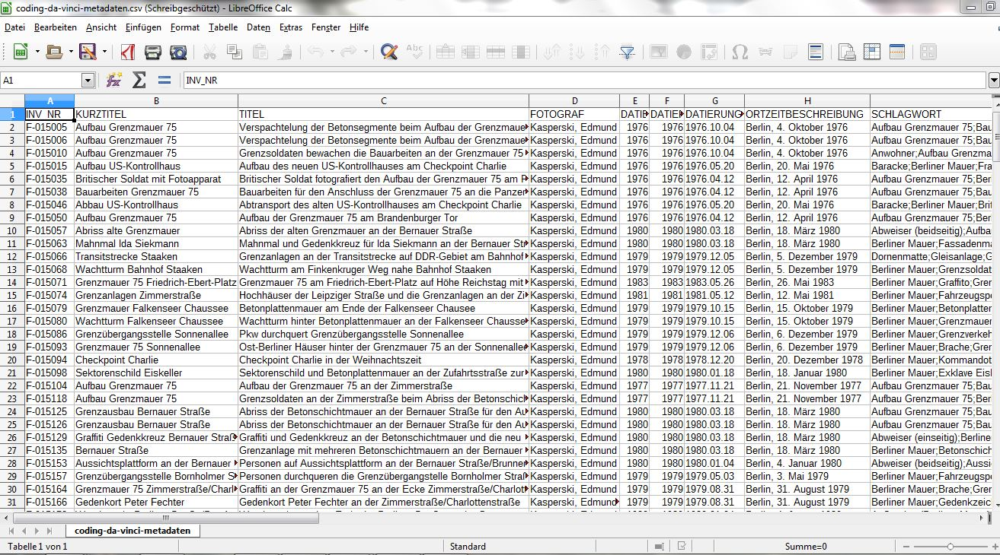 coding-da-vinci-metadaten.csv (Schreibgeschützt) - LibreOffice Calc
Datei Bearbeiten Ansicht Einfügen Format Tabelle Daten Extras Fenster Hilfe
A1 INV_NR
A B C D E F G H
1 INV_NR KURZTITEL TITEL FOTOGRAF DATIE DATIE DATIERUNG ORTZEITBESCHREIBUNG SCHLAGWORT
2 F-015005 Aufbau Grenzmauer 75 Verspachtelung der Betonsegmente beim Aufbau der Grenzmaue Kasperski, Edmund 1976 1976 1976.10.04 Berlin, 4. Oktober 1976 Aufbau Grenzmauer 75;Bau
3 F-015006 Aufbau Grenzmauer 75 Verspachtelung der Betonsegmente beim Aufbau der Grenzmaue Kasperski, Edmund 1976 1976 1976.10.04 Berlin, 4. Oktober 1976 Aufbau Grenzmauer 75;Bau
4 F-015010 Aufbau Grenzmauer 75 Grenzsoldaten bewachen die Bauarbeiten an der Grenzmauer 75 Kasperski, Edmund 1976 1976 1976.10.04 Berlin, 4. Oktober 1976 Anwohner;Aufbau Grenzma
5 F-015015 Aufbau US-Kontrollhaus Aufbau des neuen US-Kontrollhauses am Checkpoint Charlie Kasperski, Edmund 1976 1976 1976.05.20 Berlin, 20. Mai 1976 Baracke;Berliner Mauer;Fra
6 F-015035 Britischer Soldat mit Fotoapparat Britischer Soldat fotografiert den Aufbau der Grenzmauer 75 am P Kasperski, Edmund 1976 1976 1976.04.12 Berlin, 12. April 1976 Aufbau Grenzmauer 75;Ber
7 F-015038 Bauarbeiten Grenzmauer 75 Bauarbeiten für den Anschluss der Grenzmauer 75 an die Panzer Kasperski, Edmund 1976 1976 1976.04.12 Berlin, 12. April 1976 Aufbau Grenzmauer 75;Bau
8 F-015046 Abbau US-Kontrollhaus Abtransport des alten US-Kontrollhauses am Checkpoint Charlie Kasperski, Edmund 1976 1976 1976.05.20 Berlin, 20. Mai 1976 Baracke;Berliner Mauer;Brit
9 F-015050 Aufbau Grenzmauer 75 Aufbau der Grenzmauer 75 am Brandenburger Tor Kasperski, Edmund 1976 1976 1976.04.12 Berlin, 12. April 1976 Aufbau Grenzmauer 75;Ber
10 F-015057 Abriss alte Grenzmauer Abriss der alten Grenzmauer an der Bernauer Straße Kasperski, Edmund 1980 1980 1980.03.18 Berlin, 18. März 1980 Abweiser (beidseitig);Aufba
11 F-015063 Mahnmal Ida Siekmann Mahnmal und Gedenkkreuz für Ida Siekmann an der Bernauer Str Kasperski, Edmund 1980 1980 1980.03.18 Berlin, 18. März 1980 Berliner Mauer;Fassadenma
12 F-015066 Transitstrecke Staaken Grenzanlagen an der Transitstrecke auf DDR-Gebiet am Bahnhof Kasperski, Edmund 1979 1979 1979.12.05 Berlin, 5. Dezember 1979 Dornenmatte;Gleisanlage;G
13 F-015068 Wachtturm Bahnhof Staaken Wachtturm am Finkenkruger Weg nahe Bahnhof Staaken Kasperski, Edmund 1979 1979 1979.12.05 Berlin, 5. Dezember 1979 Berliner Mauer;Grenzsoldat
14 F-015071 Grenzmauer 75 Friedrich-Ebert-Platz Grenzmauer 75 am Friedrich-Ebert-Platz auf Höhe Reichstag mit Kasperski, Edmund 1983 1983 1983.05.26 Berlin, 26. Mai 1983 Berliner Mauer;Graffito;Gren
15 F-015074 Grenzanlagen Zimmerstraße Hochhäuser der Leipziger Straße und die Grenzanlagen an der Zi Kasperski, Edmund 1981 1981 1981.05.12 Berlin, 12. Mai 1981 Berliner Mauer;Fahrzeugspe
16 F-015079 Grenzmauer Falkenseer Chaussee Betonplattenmauer am Ende der Falkenseer Chausee Kasperski, Edmund 1979 1979 1979.10.15 Berlin, 15. Oktober 1979 Berliner Mauer;Betonplatten
17 F-015080 Wachtturm Falkenseer Chaussee Wachtturm hinter Betonplattenmauer an der Falkenseer Chausse Kasperski, Edmund 1979 1979 1979.10.15 Berlin, 15. Oktober 1979 Berliner Mauer;Grenzmauer
18 F-015086 Grenzübergangsstelle Sonnenallee Pkw durchquert Grenzübergangsstelle Sonnenallee Kasperski, Edmund 1979 1979 1979.12.06 Berlin, 6. Dezember 1979 Berliner Mauer;Grenzverkeh
19 F-015093 Grenzmauer 75 Sonnenallee Ost-Berliner Häuser hinter der Grenzmauer 75 an der Sonnenallee Kasperski, Edmund 1979 1979 1979.12.06 Berlin, 6. Dezember 1979 Berliner Mauer;Brache;Gren
20 F-015094 Checkpoint Charlie Checkpoint Charlie in der Weihnachtszeit Kasperski, Edmund 1978 1978 1978.12.20 Berlin, 20. Dezember 1978 Berliner Mauer;Kommandot
21 F-015098 Sektorenschild Eiskeller Sektorenschild und Betonplattenmauer an der Zufahrtsstraße zur Kasperski, Edmund 1980 1980 1980.01.18 Berlin, 18. Januar 1980 Berliner Mauer;Exklave Eisl
22 F-015104 Aufbau Grenzmauer 75 Aufbau der Grenzmauer 75 an der Zimmerstraße Kasperski, Edmund 1977 1977 1977.11.21 Berlin, 21. November 1977 Aufbau Grenzmauer 75;Bau
23 F-015118 Aufbau Grenzmauer 75 Grenzsoldaten an der Zimmerstraße beim Abriss der Betonschich Kasperski, Edmund 1977 1977 1977.11.21 Berlin, 21. November 1977 Aufbau Grenzmauer 75;Bau
24 F-015125 Grenzausbau Bernauer Straße Abriss der Betonschichtmauer an der Bernauer Straße für den Au Kasperski, Edmund 1980 1980 1980.03.18 Berlin, 18. März 1980 Aufbau Grenzmauer 75;Bau
25 F-015126 Grenzausbau Bernauer Straße Abriss der Betonschichtmauer an der Bernauer Straße für den Au Kasperski, Edmund 1980 1980 1980.03.18 Berlin, 18. März 1980 Aufbau Grenzmauer 75;Bau
26 F-015129 Graffiti Gedenkkreuz Bernauer Straß Graffiti und Gedenkkreuz an der Betonschichtmauer und die neu Kasperski, Edmund 1980 1980 1980.03.18 Berlin, 18. März 1980 Abweiser (einseitig);Berline
27 F-015135 Bernauer Straße Grenzanlage mit mehreren Betonschichtmauern an der Bernauer Kasperski, Edmund 1980 1980 1980.03.18 Berlin, 18. März 1980 Berliner Mauer;Betonschich
28 F-015153 Aussichtsplattform an der Bernauer Personen auf Aussichtsplattform an der Bernauer Straße/Brunne Kasperski, Edmund 1980 1980 1980.01.04 Berlin, 4. Januar 1980 Abweiser (beidseitig);Aussi
29 F-015157 Grenzübergangsstelle Bornholmer S Personen durchqueren die Grenzübergangsstelle Bornholmer Stra Kasperski, Edmund 1979 1979 1979.05.03 Berlin, 3. Mai 1979 Berliner Mauer;Fahrzeugspe
30 F-015164 Grenzmauer 75 Zimmerstraße/Charl Graffiti an der Grenzmauer 75 an der Ecke Zimmerstraße/Charlott Kasperski, Edmund 1979 1979 1979.08.31 Berlin, 31. August 1979 Berliner Mauer;Brache;Gren
31 F-015166 Gedenkort Peter Fechter Gedenkort Peter Fechter an der Zimmerstraße/Charlottenstraße Kasperski, Edmund 1979 1979 1979.08.31 Berlin, 31. August 1979 Berliner Mauer;Gedenkzeic
coding-da-vinci-metadaten
Tabelle 1 von 1 Standard Summe=0